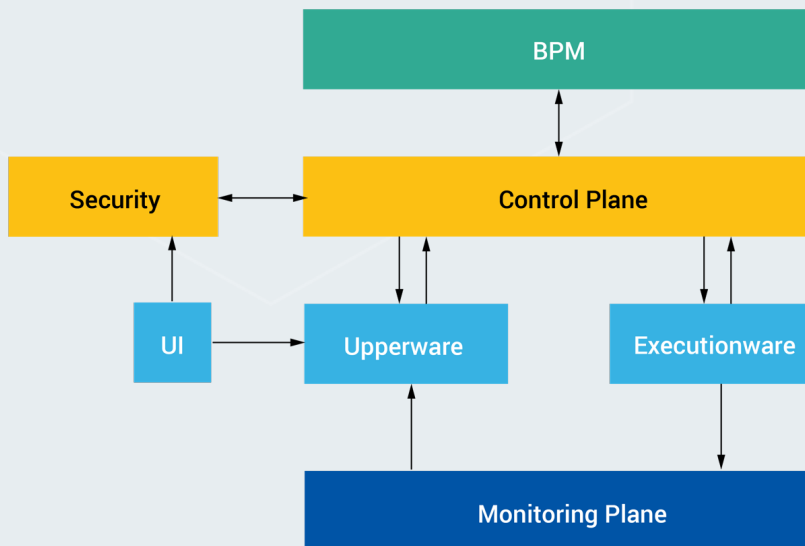 BPM
Security
Control Plane
UI
Upperware
Executionware
Monitoring Plane